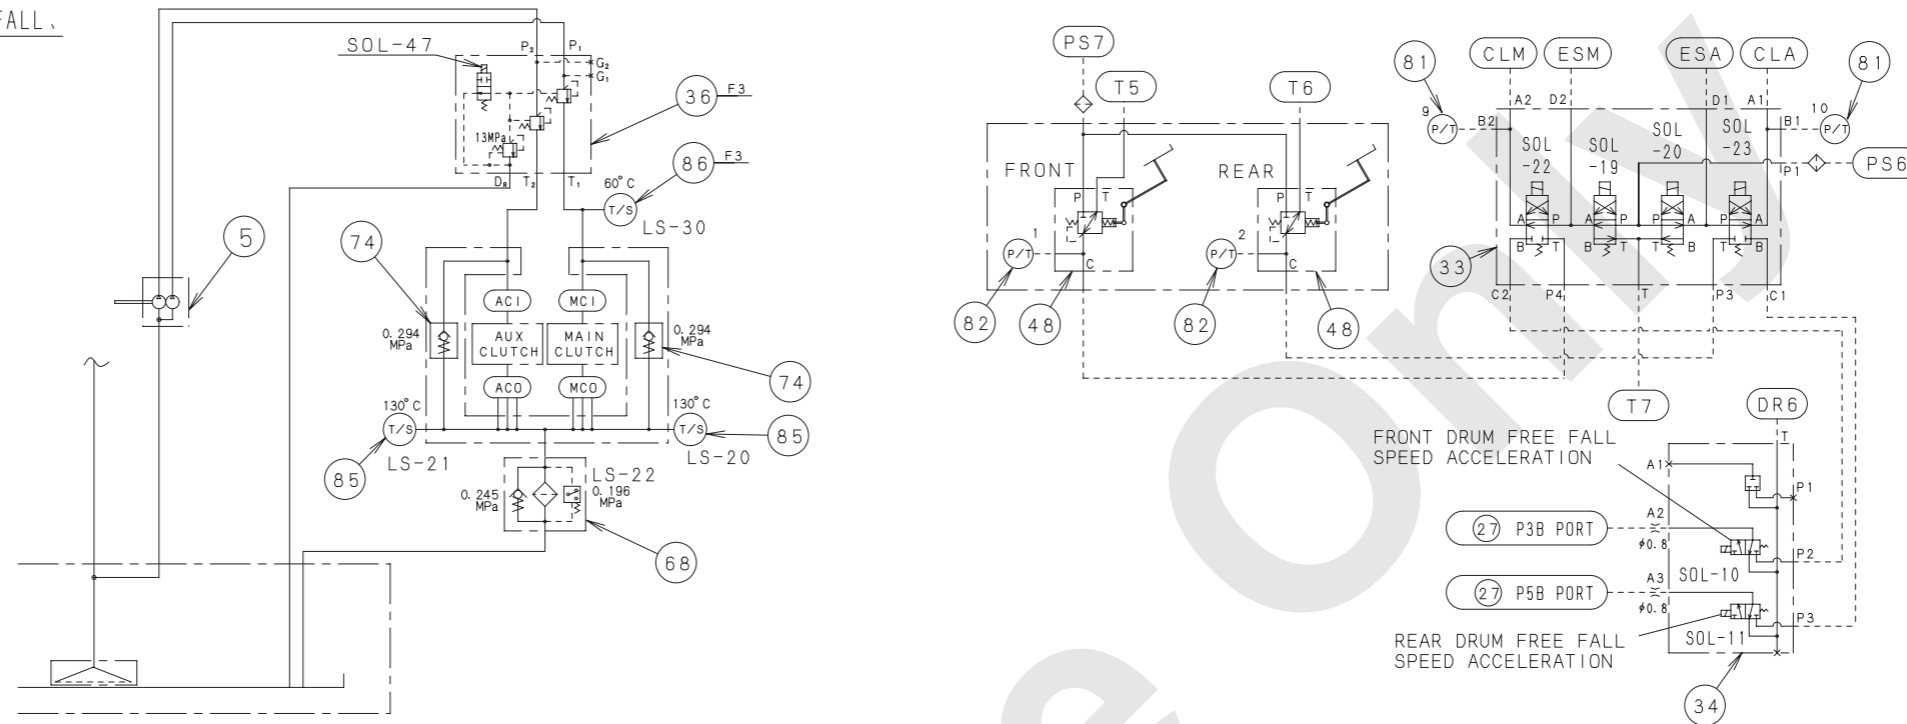 FALL、
SOL-47
P2
P1
G2
G1
36
F3
13MPa
DR
T2
T1
86
F3
60°C
T/S
LS-30
5
74
ACI
MCI
0.294
MPa
AUX
CLUTCH
MAIN
CLUTCH
0.294
MPa
ACO
MCO
74
130°C
130°C
T/S
T/S
85
85
LS-21
LS-20
LS-22
0.245
MPa
0.196
MPa
68
PS7
T5
T6
FRONT
REAR
P
T
P
T
1
P/T
2
P/T
C
C
82
48
82
48
CLM
ESM
ESA
CLA
81
81
A2
D2
D1
A1
9
P/T
B2
B1
10
P/T
SOL
-22
SOL
-19
SOL
-20
SOL
-23
P1
PS6
A
P
A
P
P
A
P
A
B
T
B
T
T
B
T
B
33
C2
P4
T
P3
C1
T7
DR6
FRONT DRUM FREE FALL
SPEED ACCELERATION
T
A1
P1
27 P3B PORT
A2
φ0.8
P2
SOL-10
27 P5B PORT
A3
φ0.8
P3
SOL-11
REAR DRUM FREE FALL
SPEED ACCELERATION
34
e Only